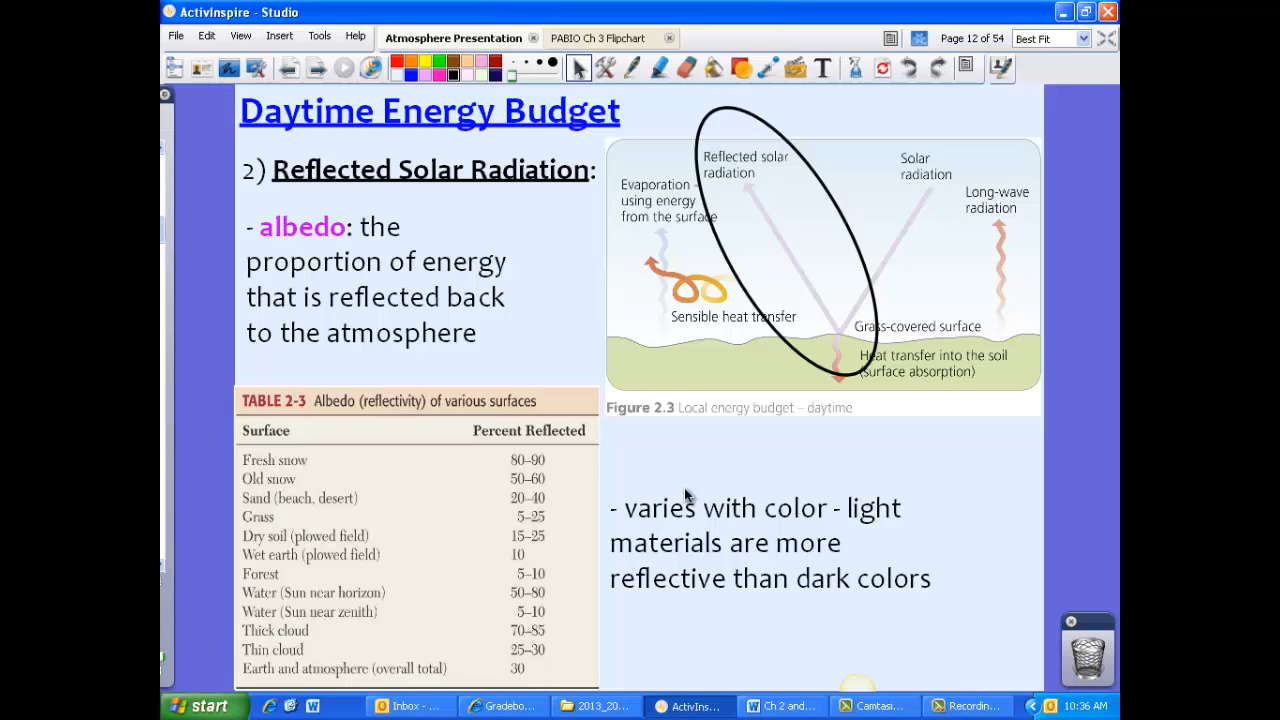 ActivInspire - Studio
File Edit View Insert Tools Help
Atmosphere Presentation
PABIO Ch 3 Flipchart
Page 12 of 54
Best Fit
Daytime Energy Budget
2) Reflected Solar Radiation:
- albedo: the
proportion of energy
that is reflected back
to the atmosphere
Reflected solar
radiation
Solar
radiation
Evaporation -
using energy
from the surface
Long-wave
radiation
Sensible heat transfer
Grass-covered surface
Heat transfer into the soil
(surface absorption)
Figure 2.3 Local energy budget – daytime
TABLE 2-3 Albedo (reflectivity) of various surfaces
Surface Percent Reflected
Fresh snow 80–90
Old snow 50–60
Sand (beach, desert) 20–40
Grass 5–25
Dry soil (plowed field) 15–25
Wet earth (plowed field) 10
Forest 5–10
Water (Sun near horizon) 50–80
Water (Sun near zenith) 5–10
Thick cloud 70–85
Thin cloud 25–30
Earth and atmosphere (overall total) 30
- varies with color - light
materials are more
reflective than dark colors
start
Inbox - ...
Gradebo...
2013_20...
ActivIns...
Ch 2 and...
Camtasi...
Recordin...
10:36 AM